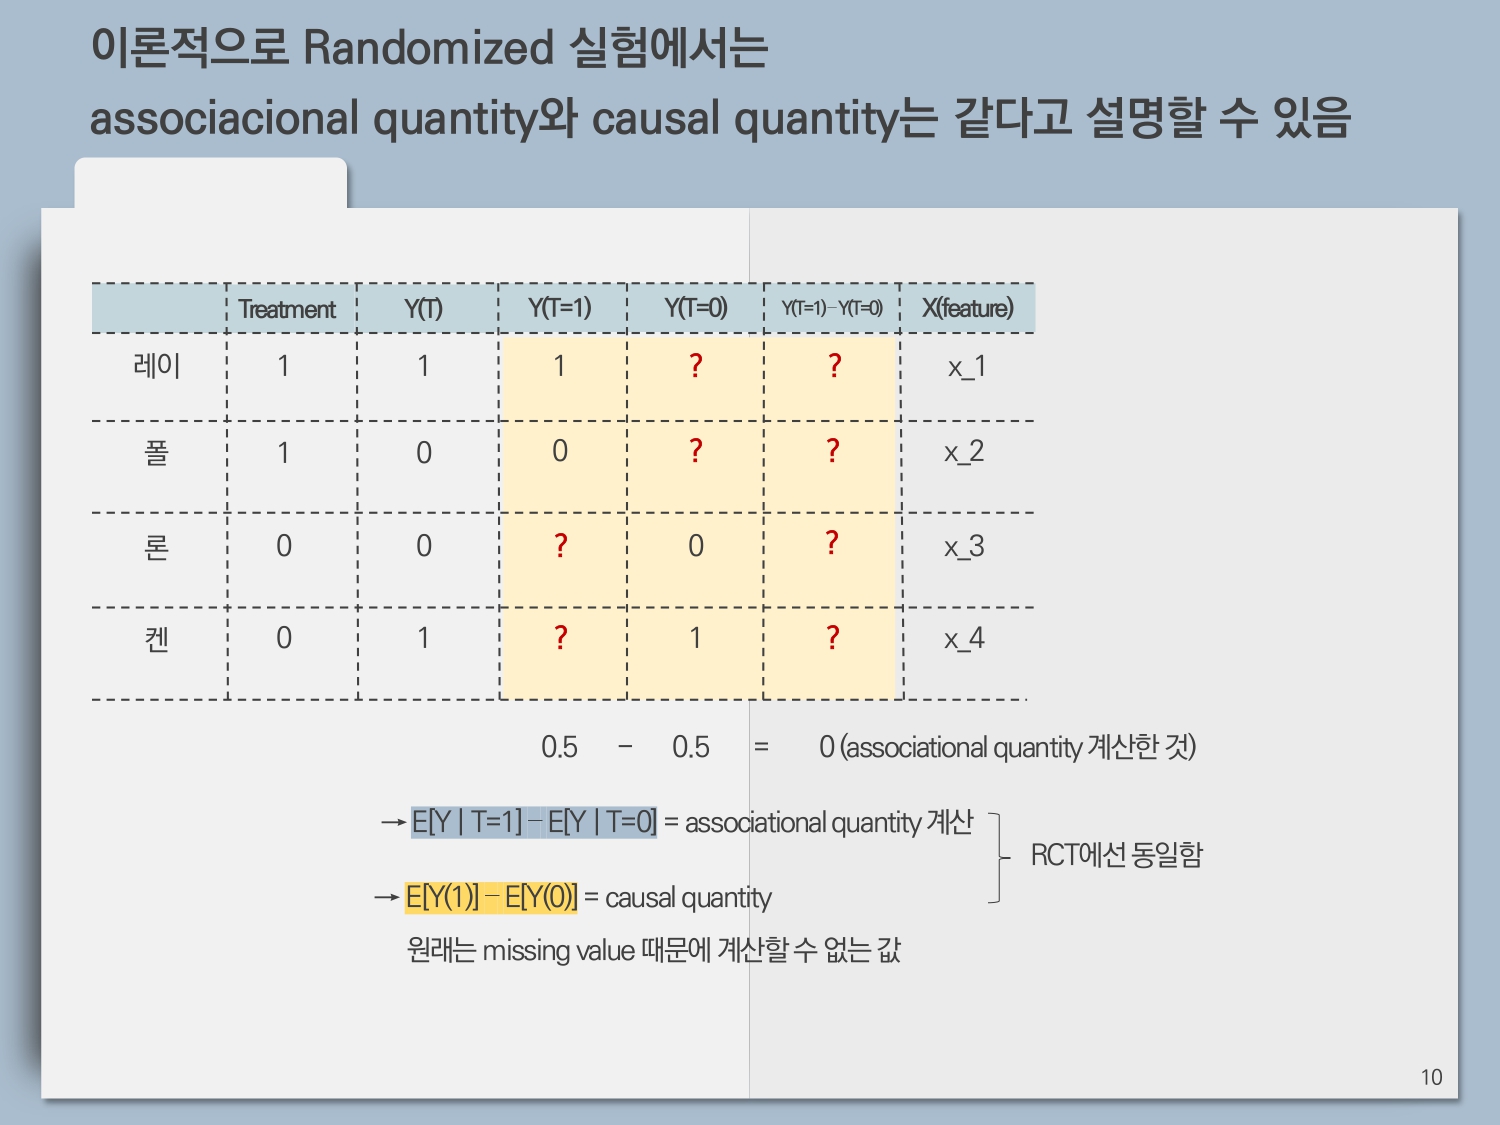 이론적으로 Randomized 실험에서는
associacional quantity와 causal quantity는 같다고 설명할 수 있음
Treatment Y(T) Y(T=1) Y(T=0) Y(T=1)–Y(T=0) X(feature)
레이 1 1 1 ? ? x_1
폴 1 0 0 ? ? x_2
론 0 0 ? 0 ? x_3
켄 0 1 ? 1 ? x_4
0.5 – 0.5 = 0 (associational quantity 계산한 것)
→ E[Y | T=1] – E[Y | T=0] = associational quantity 계산
RCT에선 동일함
→ E[Y(1)] – E[Y(0)] = causal quantity
원래는 missing value 때문에 계산할 수 없는 값
10